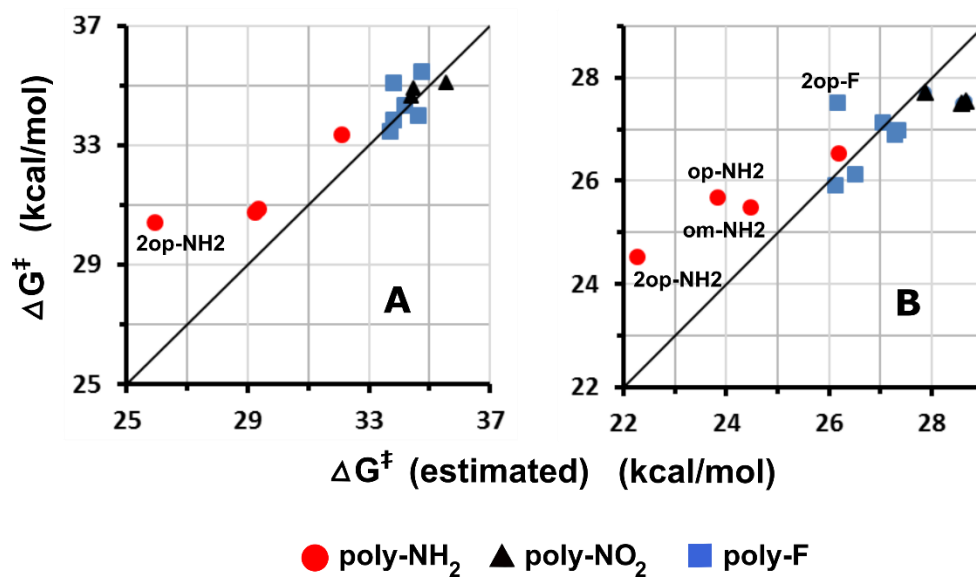 37
33
29
25
25
29
33
37
2op-NH2
A
ΔG‡ (kcal/mol)
28
26
24
22
22
24
26
28
2op-F
op-NH2
om-NH2
2op-NH2
B
ΔG‡ (estimated) (kcal/mol)
poly-NH₂ poly-NO₂ poly-F